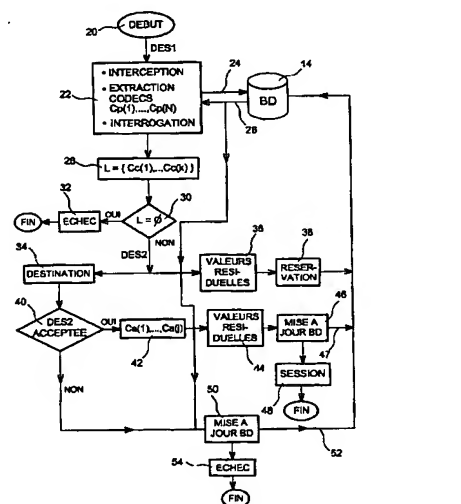 DEBUT
20
DES1
• INTERCEPTION
• EXTRACTION
CODECS
Cp(1),...,Cp(N)
• INTERROGATION
22
24
26
14
BD
28
L = { Cc(1),..,Cc(k) }
32
30
FIN
ECHEC
OUI
L = ∅
NON
DES2
34
DESTINATION
36
VALEURS
RESI-
DUELLES
38
RESER-
VATION
40
DES2
ACCEPTEE
OUI
Ca(1),...,Ca(j)
42
VALEURS
RESI-
DUELLES
44
46
MISE A
JOUR BD
47
SESSION
48
FIN
NON
50
MISE A
JOUR BD
52
54
ECHEC
FIN